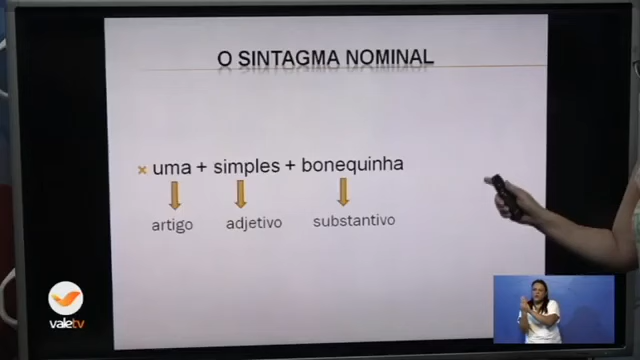 O SINTAGMA NOMINAL
× uma + simples + bonequinha
artigo adjetivo substantivo
valetv